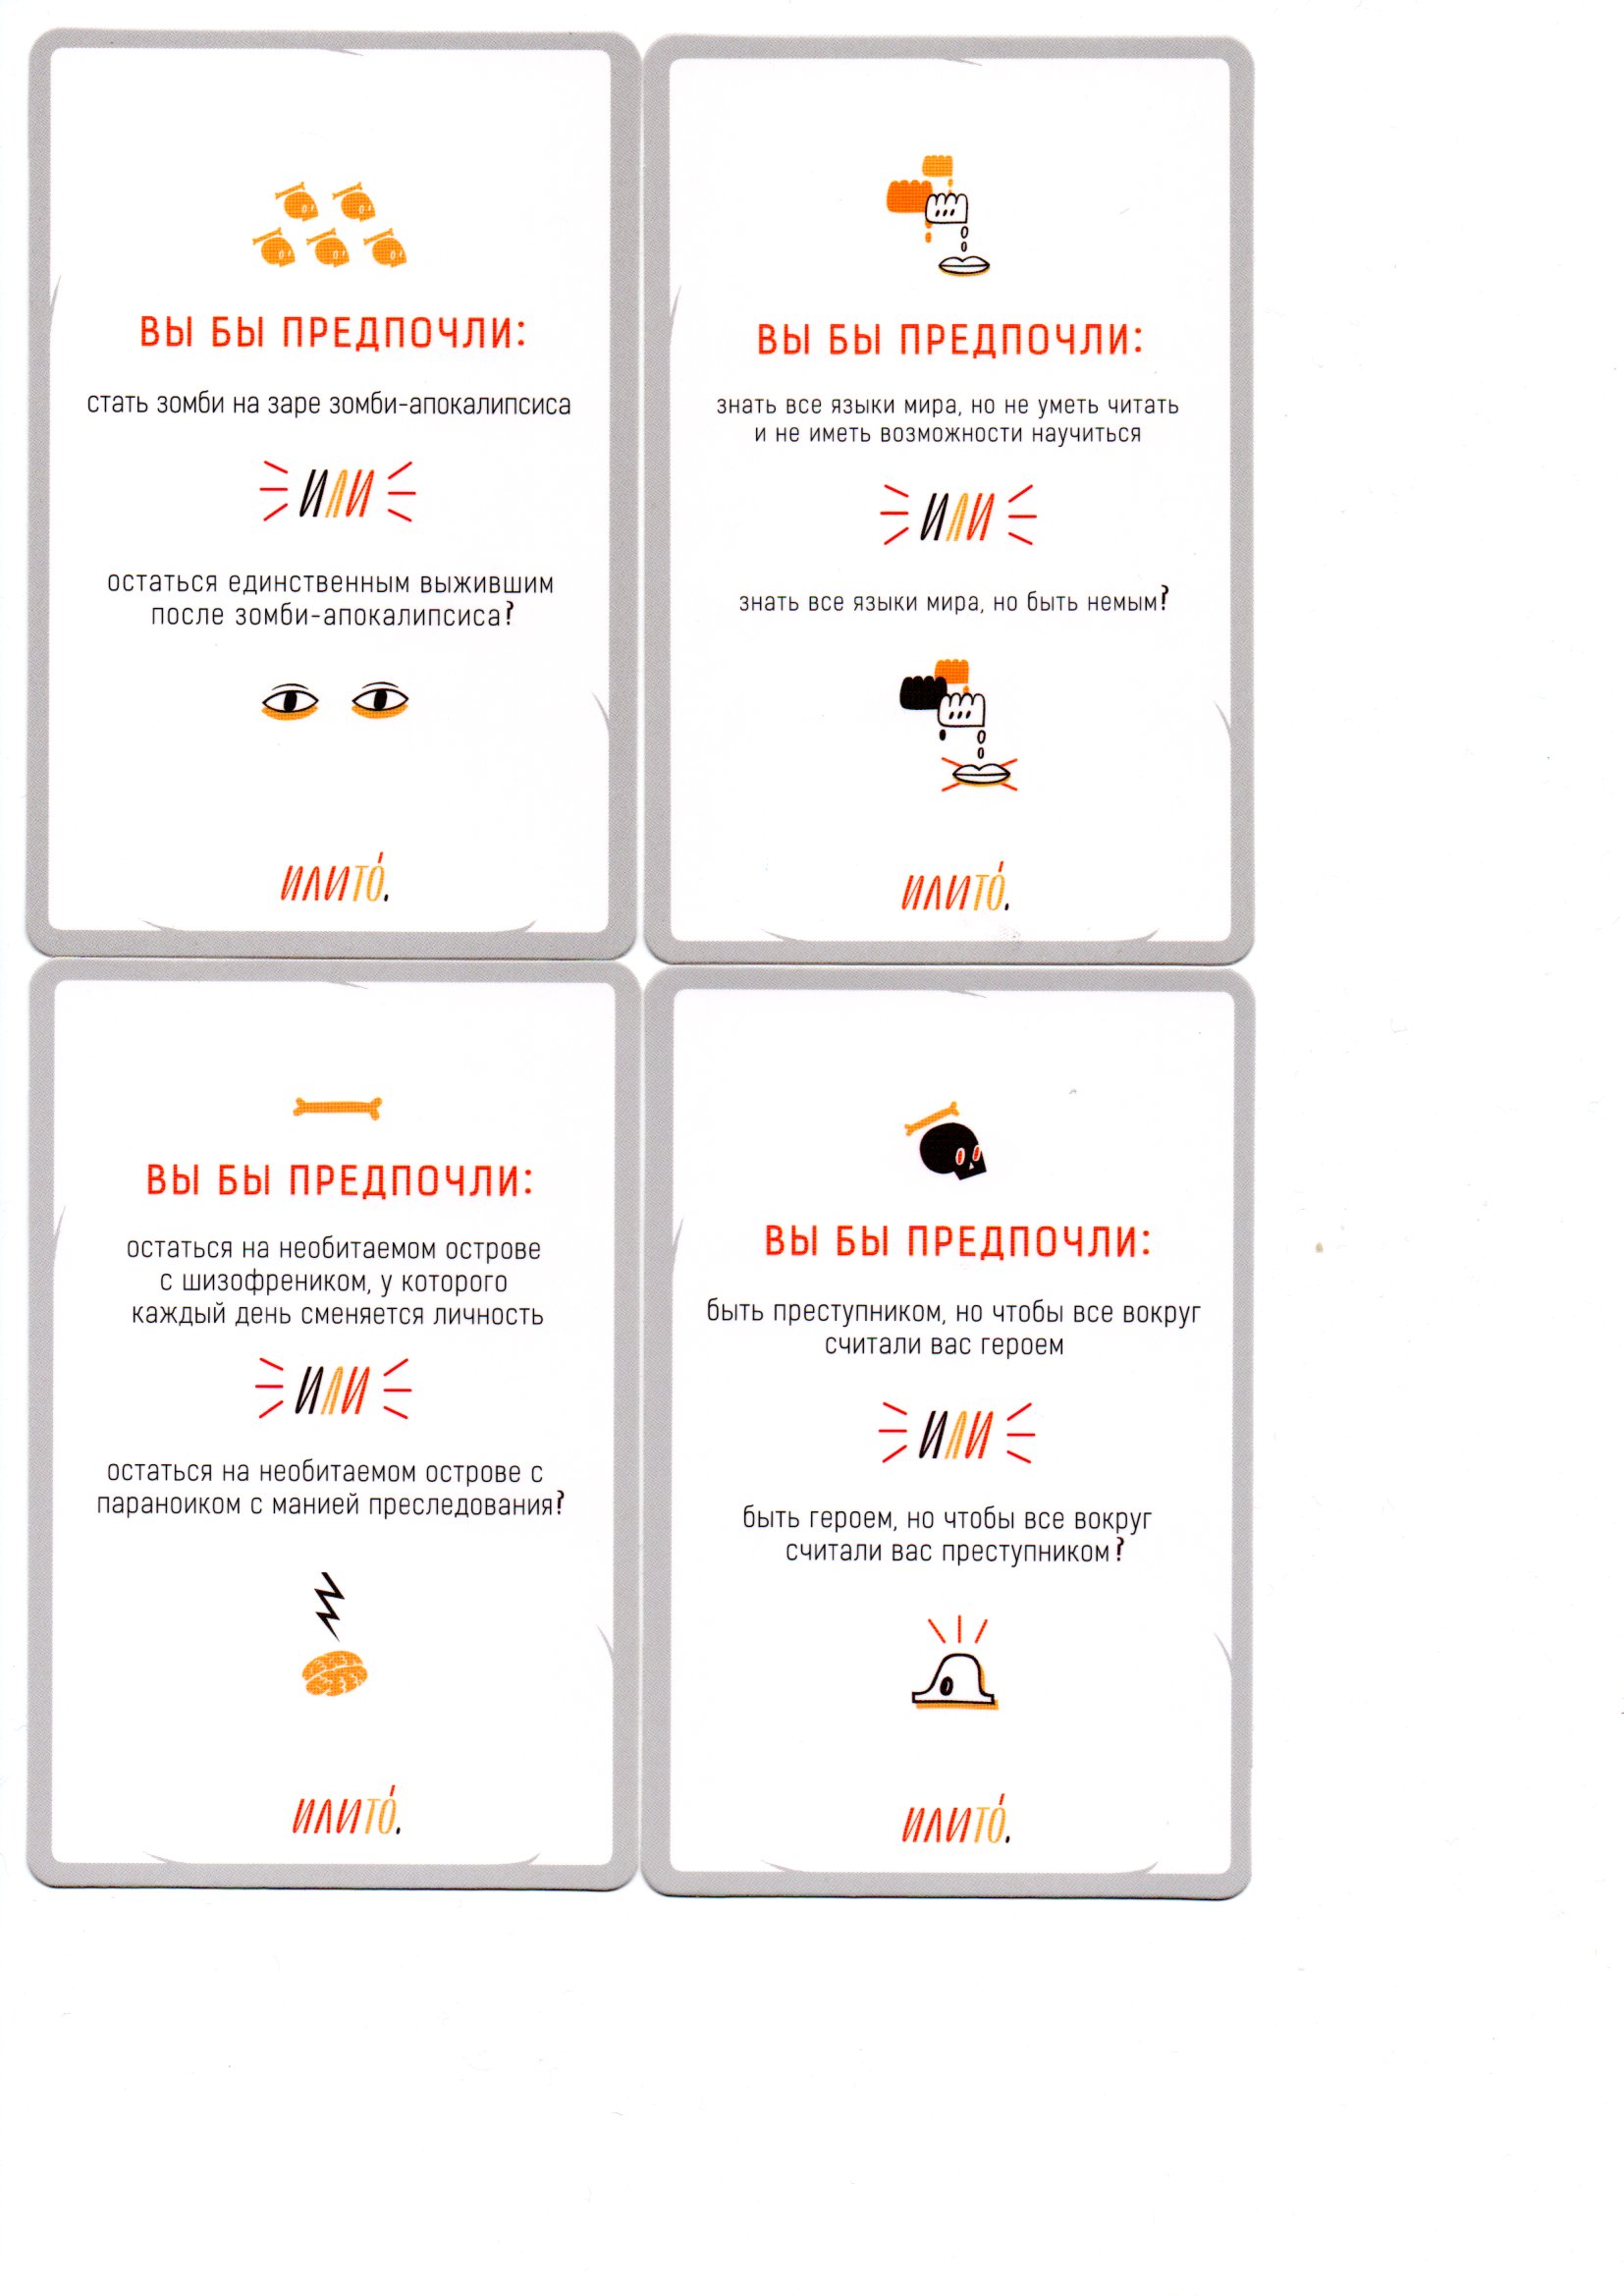 ВЫ БЫ ПРЕДПОЧЛИ:
стать зомби на заре зомби-апокалипсиса
ИЛИ
остаться единственным выжившим
после зомби-апокалипсиса?
ИЛИТО́.
ВЫ БЫ ПРЕДПОЧЛИ:
знать все языки мира, но не уметь читать
и не иметь возможности научиться
ИЛИ
знать все языки мира, но быть немым?
ИЛИТО́.
ВЫ БЫ ПРЕДПОЧЛИ:
остаться на необитаемом острове
с шизофреником, у которого
каждый день сменяется личность
ИЛИ
остаться на необитаемом острове с
параноиком с манией преследования?
ИЛИТО́.
ВЫ БЫ ПРЕДПОЧЛИ:
быть преступником, но чтобы все вокруг
считали вас героем
ИЛИ
быть героем, но чтобы все вокруг
считали вас преступником?
ИЛИТО́.